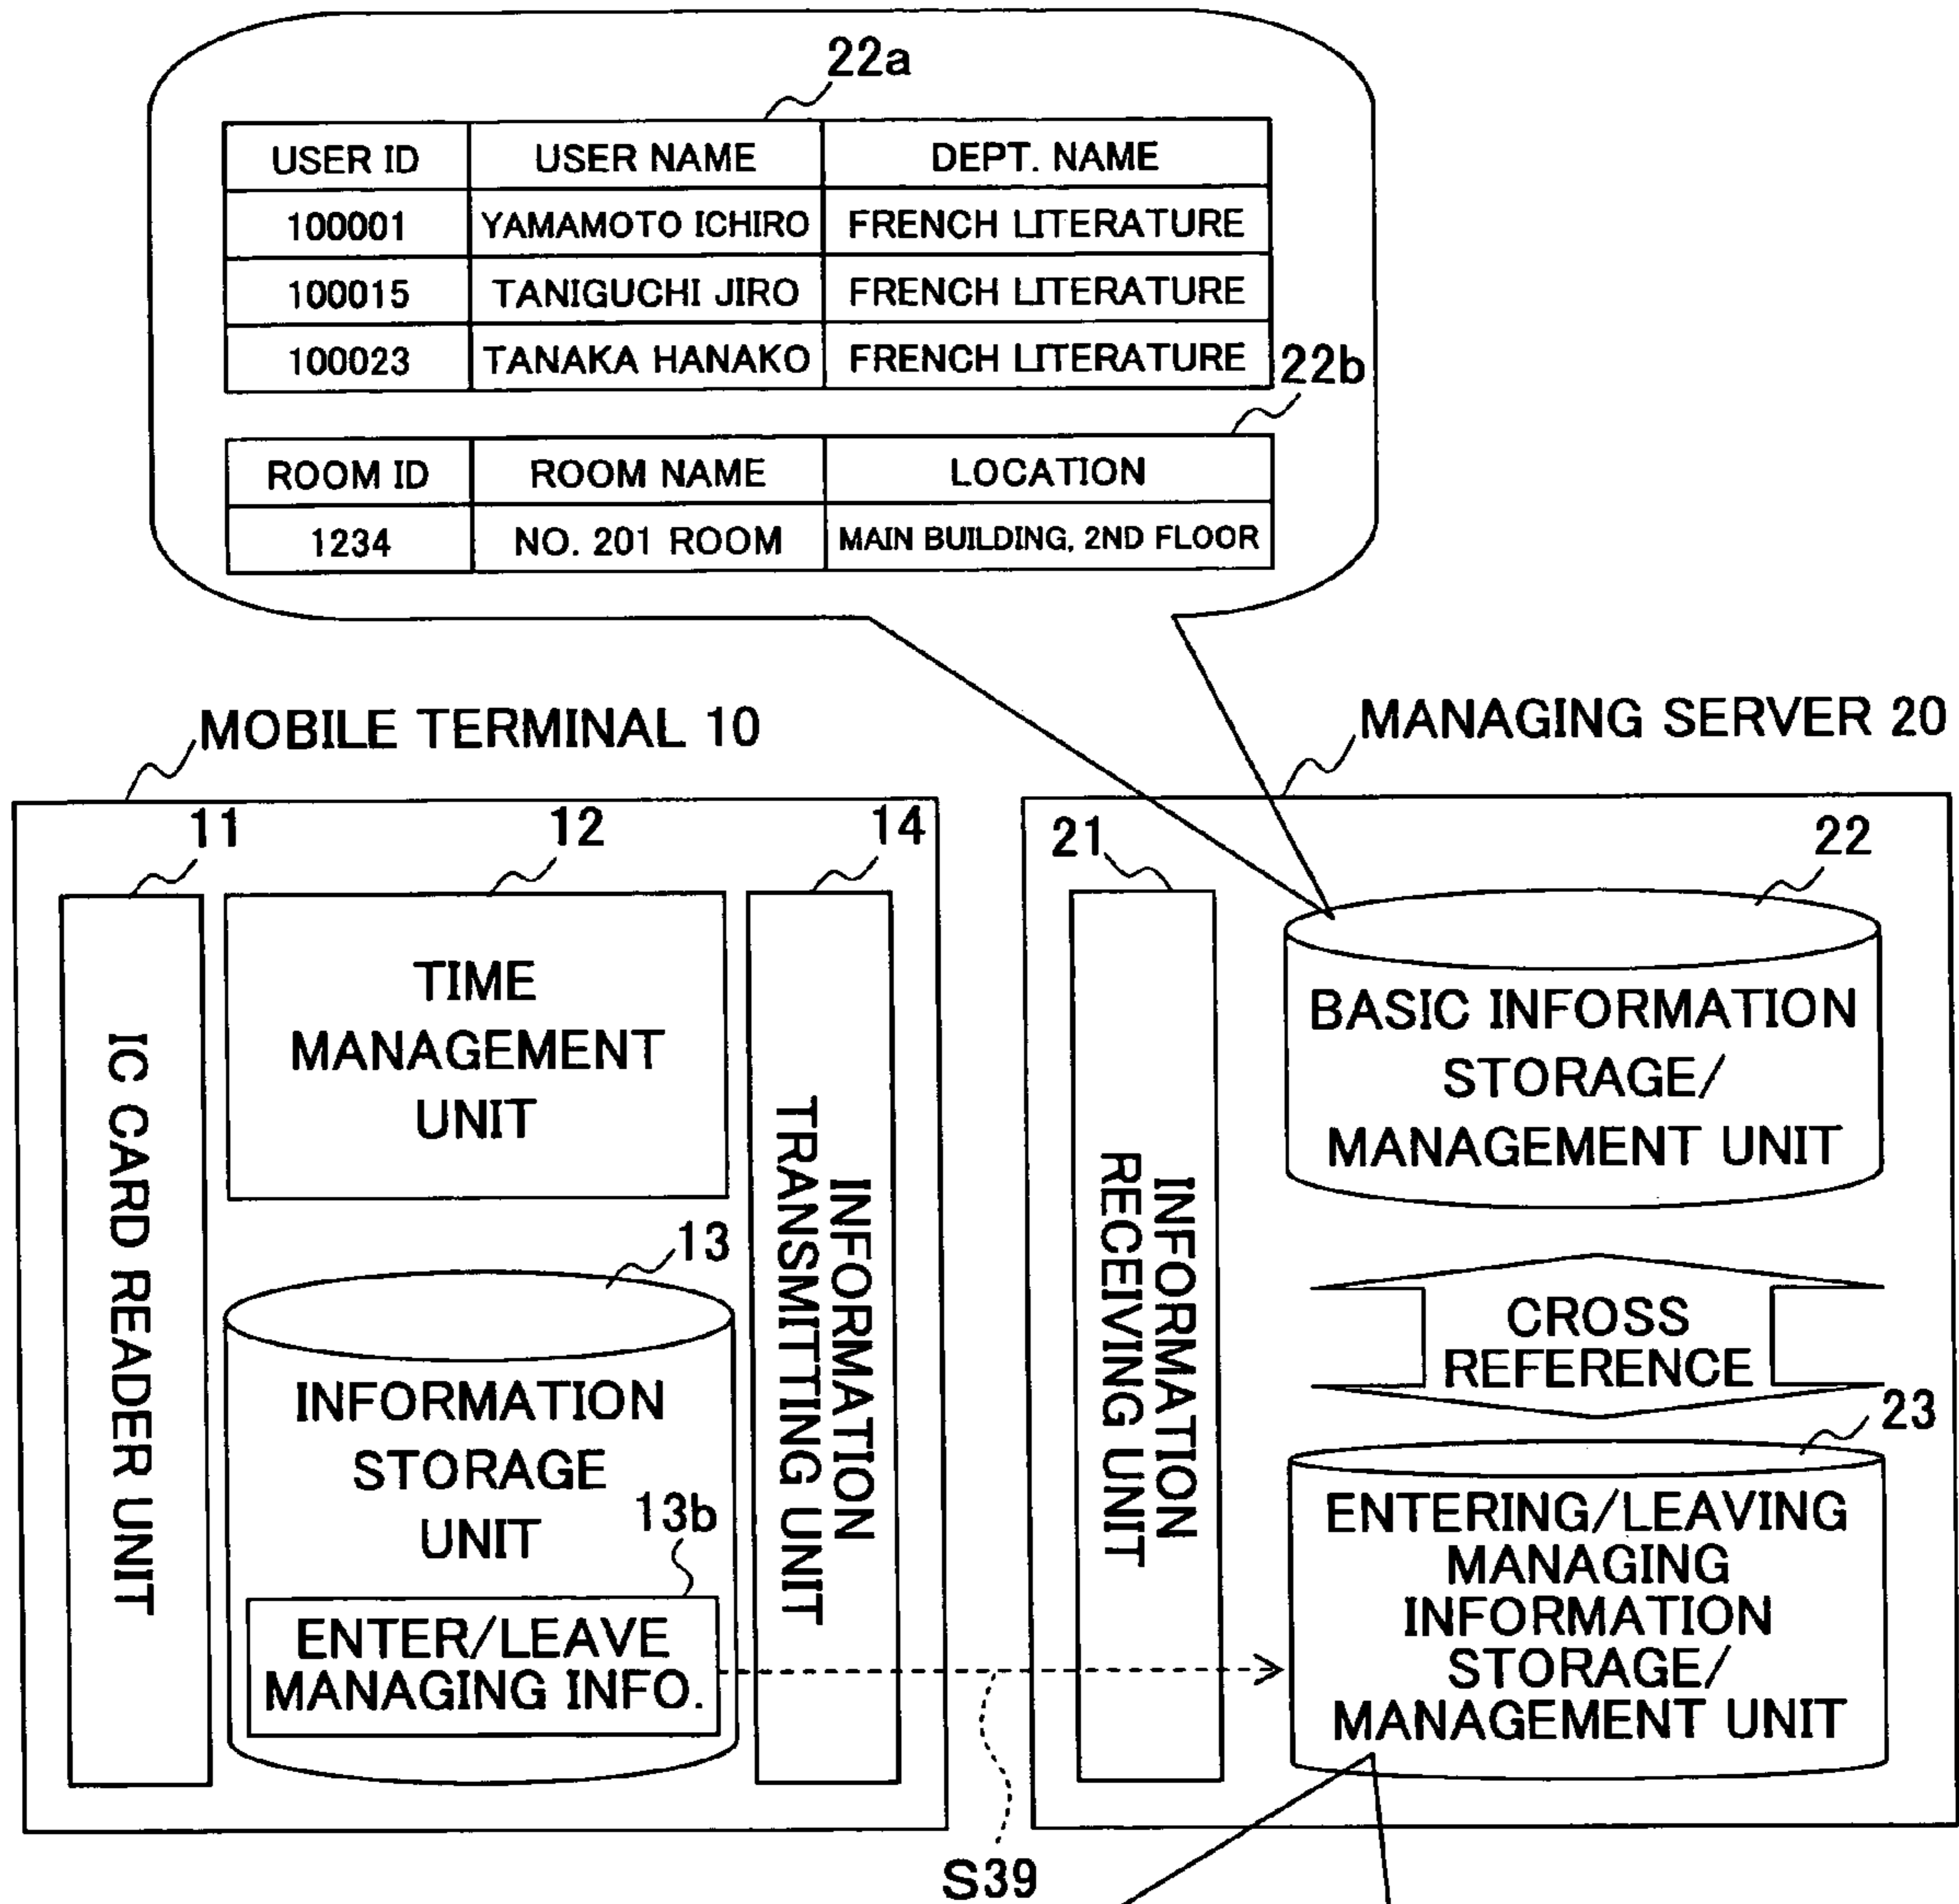 22a
USER ID USER NAME DEPT. NAME
100001 YAMAMOTO ICHIRO FRENCH LITERATURE
100015 TANIGUCHI JIRO FRENCH LITERATURE
100023 TANAKA HANAKO FRENCH LITERATURE
22b
ROOM ID ROOM NAME LOCATION
1234 NO. 201 ROOM MAIN BUILDING, 2ND FLOOR
MOBILE TERMINAL 10
11
12
14
IC CARD READER UNIT
TIME
MANAGEMENT
UNIT
13
INFORMATION
STORAGE
UNIT
13b
ENTER/LEAVE
MANAGING INFO.
INFORMATION
TRANSMITTING UNIT
MANAGING SERVER 20
21
22
INFORMATION
RECEIVING UNIT
BASIC INFORMATION
STORAGE/
MANAGEMENT UNIT
CROSS
REFERENCE
23
ENTERING/LEAVING
MANAGING
INFORMATION
STORAGE/
MANAGEMENT UNIT
S39